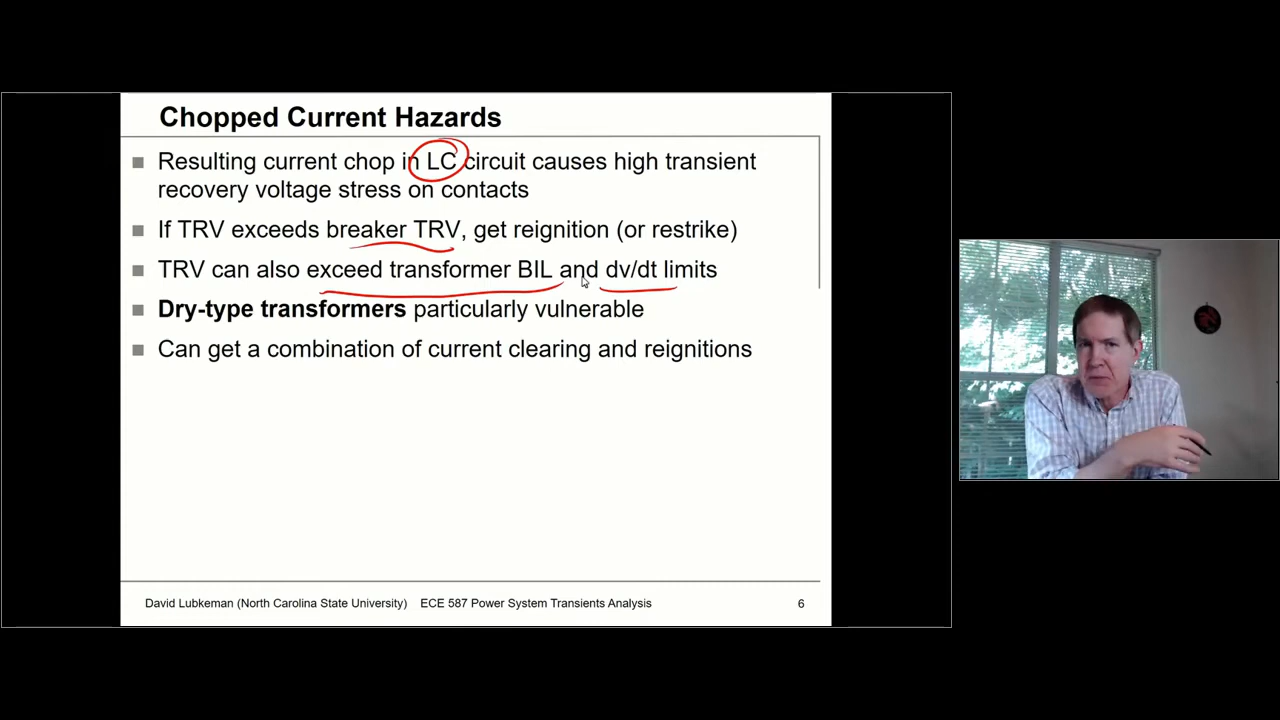 Chopped Current Hazards
Resulting current chop in LC circuit causes high transient
recovery voltage stress on contacts
If TRV exceeds breaker TRV, get reignition (or restrike)
TRV can also exceed transformer BIL and dv/dt limits
Dry-type transformers particularly vulnerable
Can get a combination of current clearing and reignitions
David Lubkeman (North Carolina State University) ECE 587 Power System Transients Analysis 6